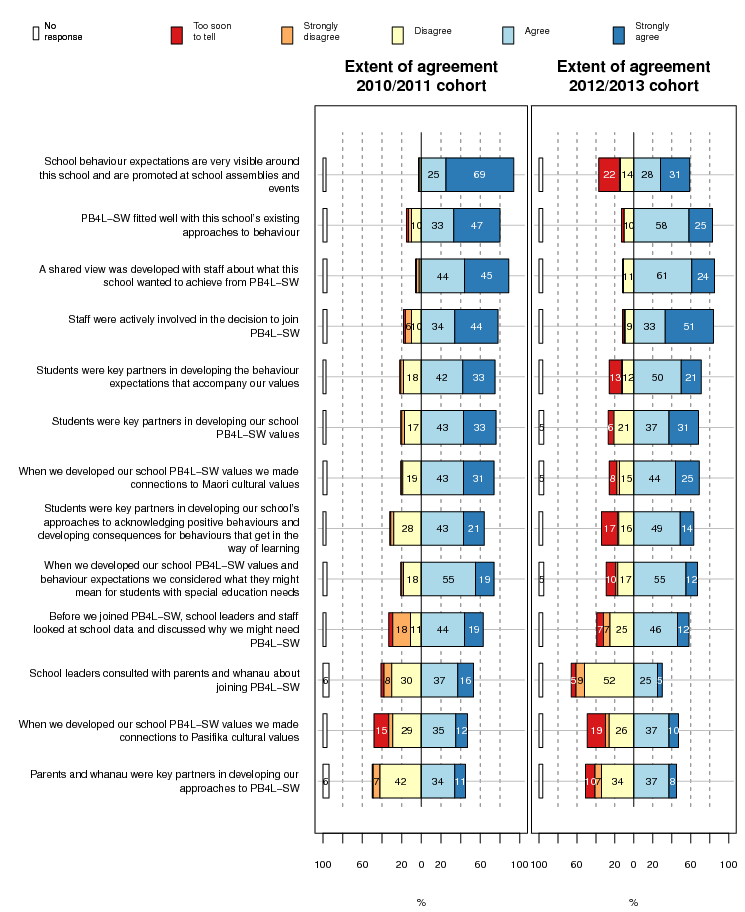 No
response
Too soon
to tell
Strongly
disagree
Disagree
Agree
Strongly
agree
Extent of agreement
2010/2011 cohort
Extent of agreement
2012/2013 cohort
School behaviour expectations are very visible around
this school and are promoted at school assemblies and
events
25 69
22 14 28 31
PB4L−SW fitted well with this school's existing
approaches to behaviour
10 33 47
10 58 25
A shared view was developed with staff about what this
school wanted to achieve from PB4L−SW
44 45
11 61 24
Staff were actively involved in the decision to join
PB4L−SW
6 10 34 44
9 33 51
Students were key partners in developing the behaviour
expectations that accompany our values
18 42 33
13 12 50 21
Students were key partners in developing our school
PB4L−SW values
17 43 33
5 6 21 37 31
When we developed our school PB4L−SW values we made
connections to Maori cultural values
19 43 31
5 8 15 44 25
Students were key partners in developing our school's
approaches to acknowledging positive behaviours and
developing consequences for behaviours that get in the
way of learning
28 43 21
17 16 49 14
When we developed our school PB4L−SW values and
behaviour expectations we considered what they might
mean for students with special education needs
18 55 19
5 10 17 55 12
Before we joined PB4L−SW, school leaders and staff
looked at school data and discussed why we might need
PB4L−SW
18 11 44 19
7 7 25 46 12
School leaders consulted with parents and whanau about
joining PB4L−SW
6 8 30 37 16
5 9 52 25 5
When we developed our school PB4L−SW values we made
connections to Pasifika cultural values
15 29 35 12
19 26 37 10
Parents and whanau were key partners in developing our
approaches to PB4L−SW
6 7 42 34 11
10 7 34 37 8
100 60 20 0 20 60 100
100 60 20 0 20 60 100
%
%